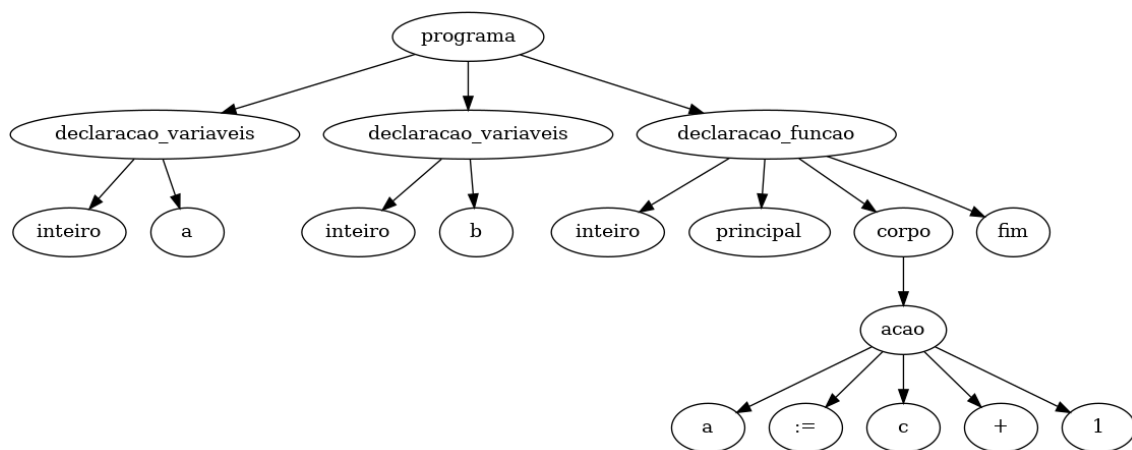 programa
declaracao_variaveis declaracao_variaveis declaracao_funcao
inteiro a inteiro b inteiro principal corpo fim
acao
a := c + 1